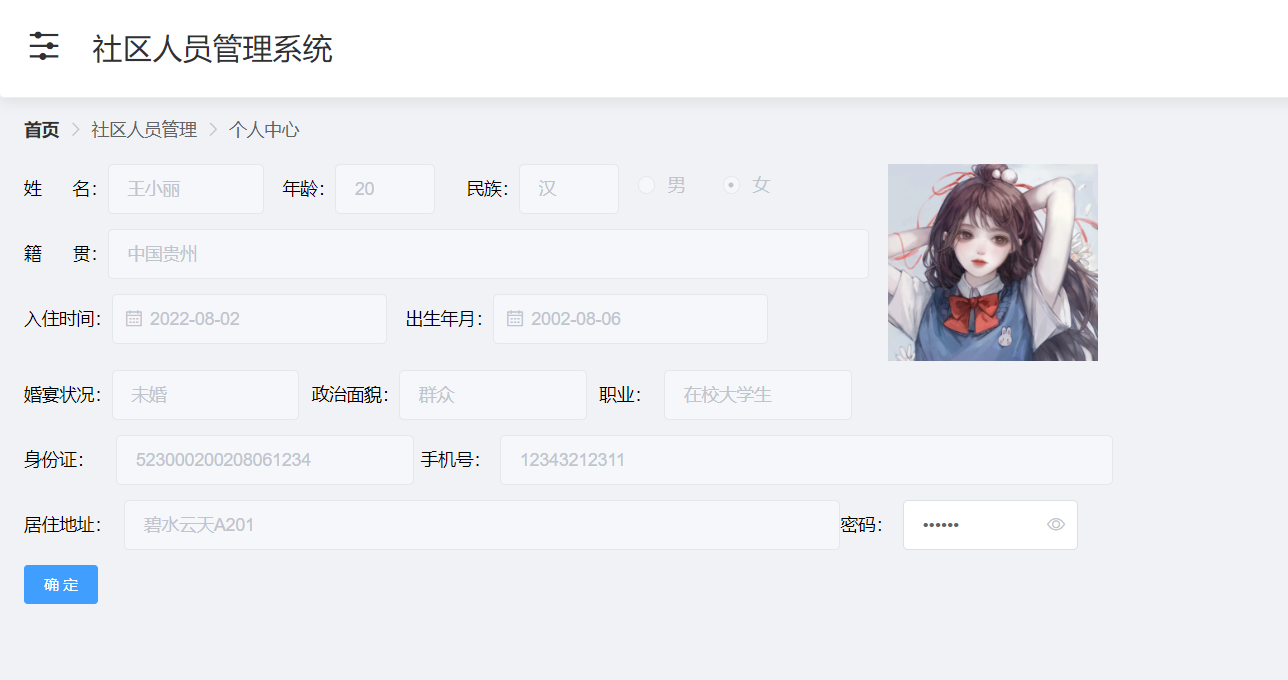 社区人员管理系统
首页 > 社区人员管理 > 个人中心
姓 名： 王小丽 年龄： 20 民族： 汉 男 女
籍 贯： 中国贵州
入住时间： 2022-08-02 出生年月： 2002-08-06
婚宴状况： 未婚 政治面貌： 群众 职业： 在校大学生
身份证： 523000200208061234 手机号： 12343212311
居住地址： 碧水云天A201 密码： ••••••
确 定